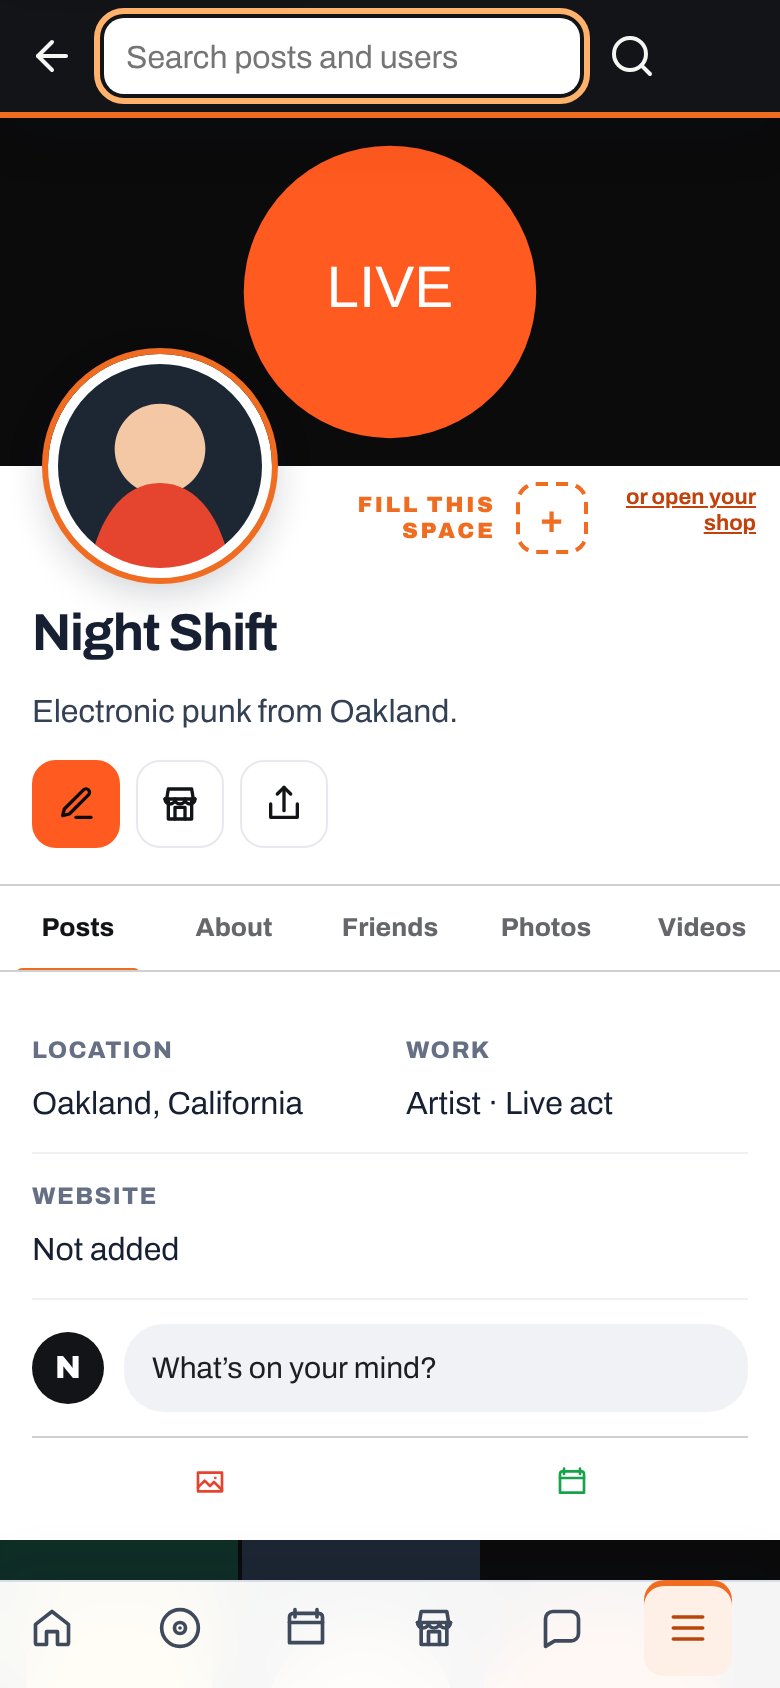 Search posts and users
LIVE
FILL THIS
SPACE
+
or open your
shop
Night Shift
Electronic punk from Oakland.
Posts About Friends Photos Videos
LOCATION WORK
Oakland, California Artist · Live act
WEBSITE
Not added
N
What’s on your mind?